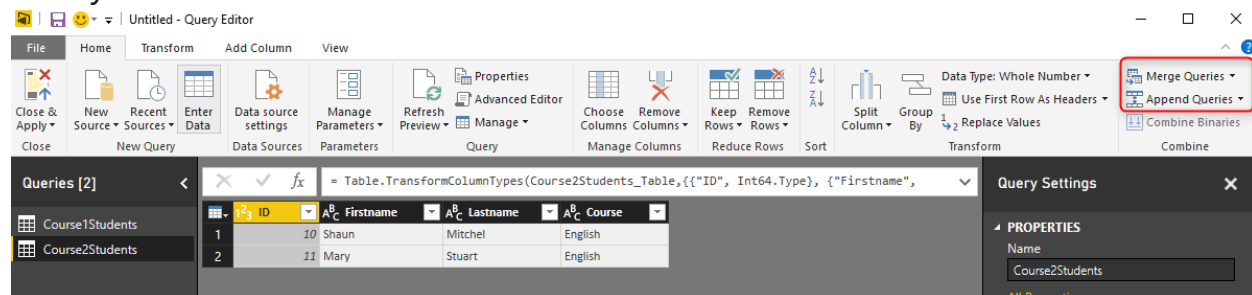 Untitled - Query Editor
File Home Transform Add Column View
Close & Apply
New Source
Recent Sources
Enter Data
Data source settings
Manage Parameters
Refresh Preview
Properties
Advanced Editor
Manage
Choose Columns
Remove Columns
Keep Rows
Remove Rows
Split Column
Group By
Data Type: Whole Number
Use First Row As Headers
Replace Values
Merge Queries
Append Queries
Combine Binaries
Close New Query Data Sources Parameters Query Manage Columns Reduce Rows Sort Transform Combine
Queries [2]
Course1Students
Course2Students
fx = Table.TransformColumnTypes(Course2Students_Table,{{"ID", Int64.Type}, {"Firstname",
ID Firstname Lastname Course
1 10 Shaun Mitchel English
2 11 Mary Stuart English
Query Settings
PROPERTIES
Name
Course2Students